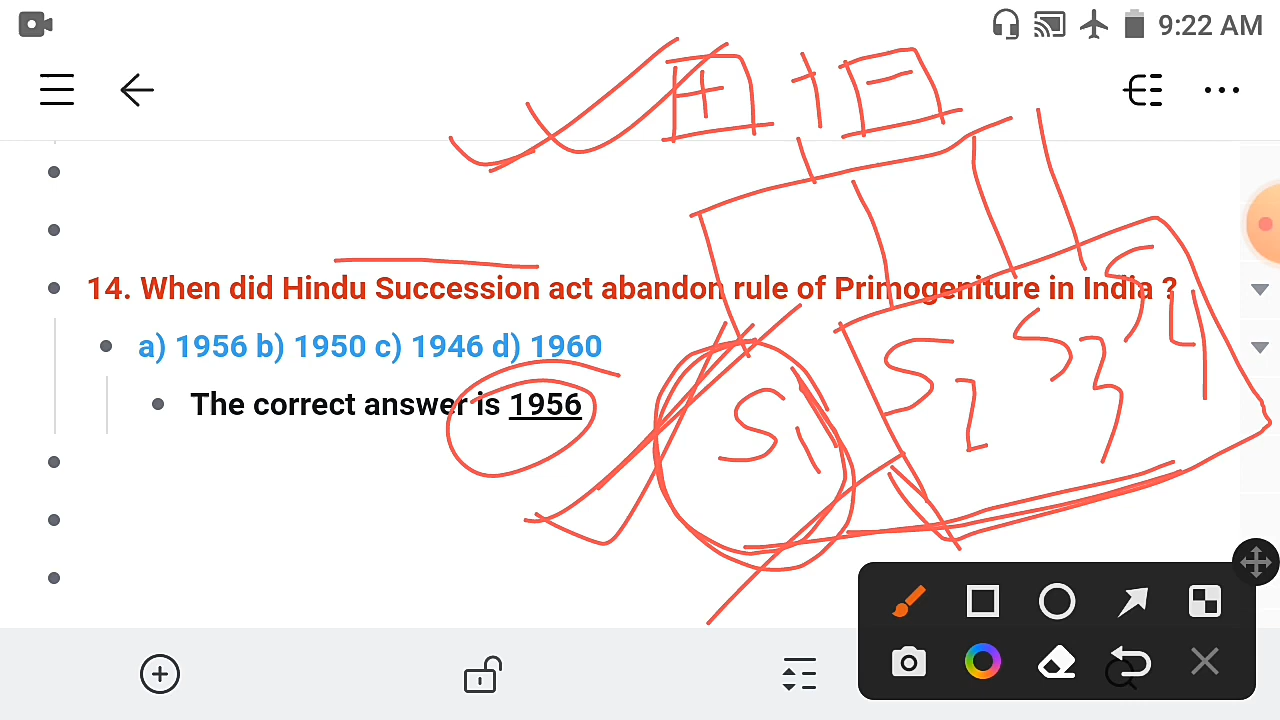 9:22 AM
+ + =
14. When did Hindu Succession act abandon rule of Primogeniture in India ?
a) 1956 b) 1950 c) 1946 d) 1960
The correct answer is 1956
S1 S2 S3 S4